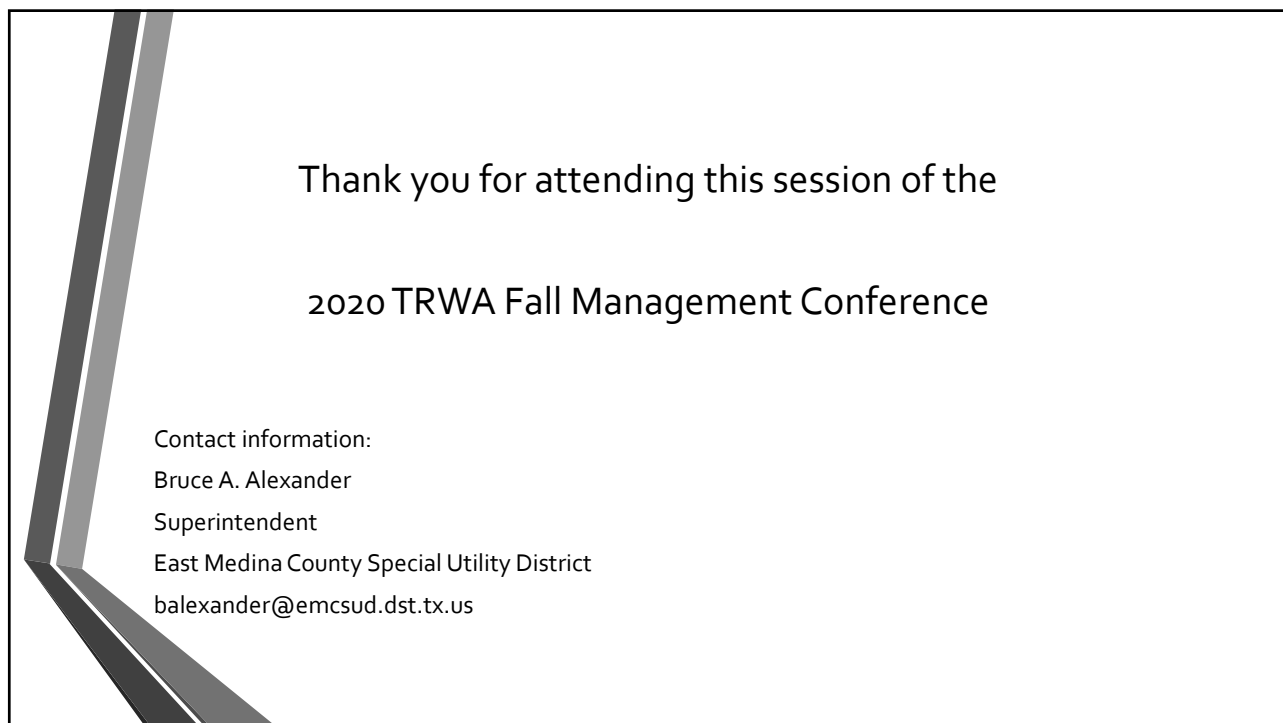 Thank you for attending this session of the
2020 TRWA Fall Management Conference
Contact information:
Bruce A. Alexander
Superintendent
East Medina County Special Utility District
balexander@emcsud.dst.tx.us